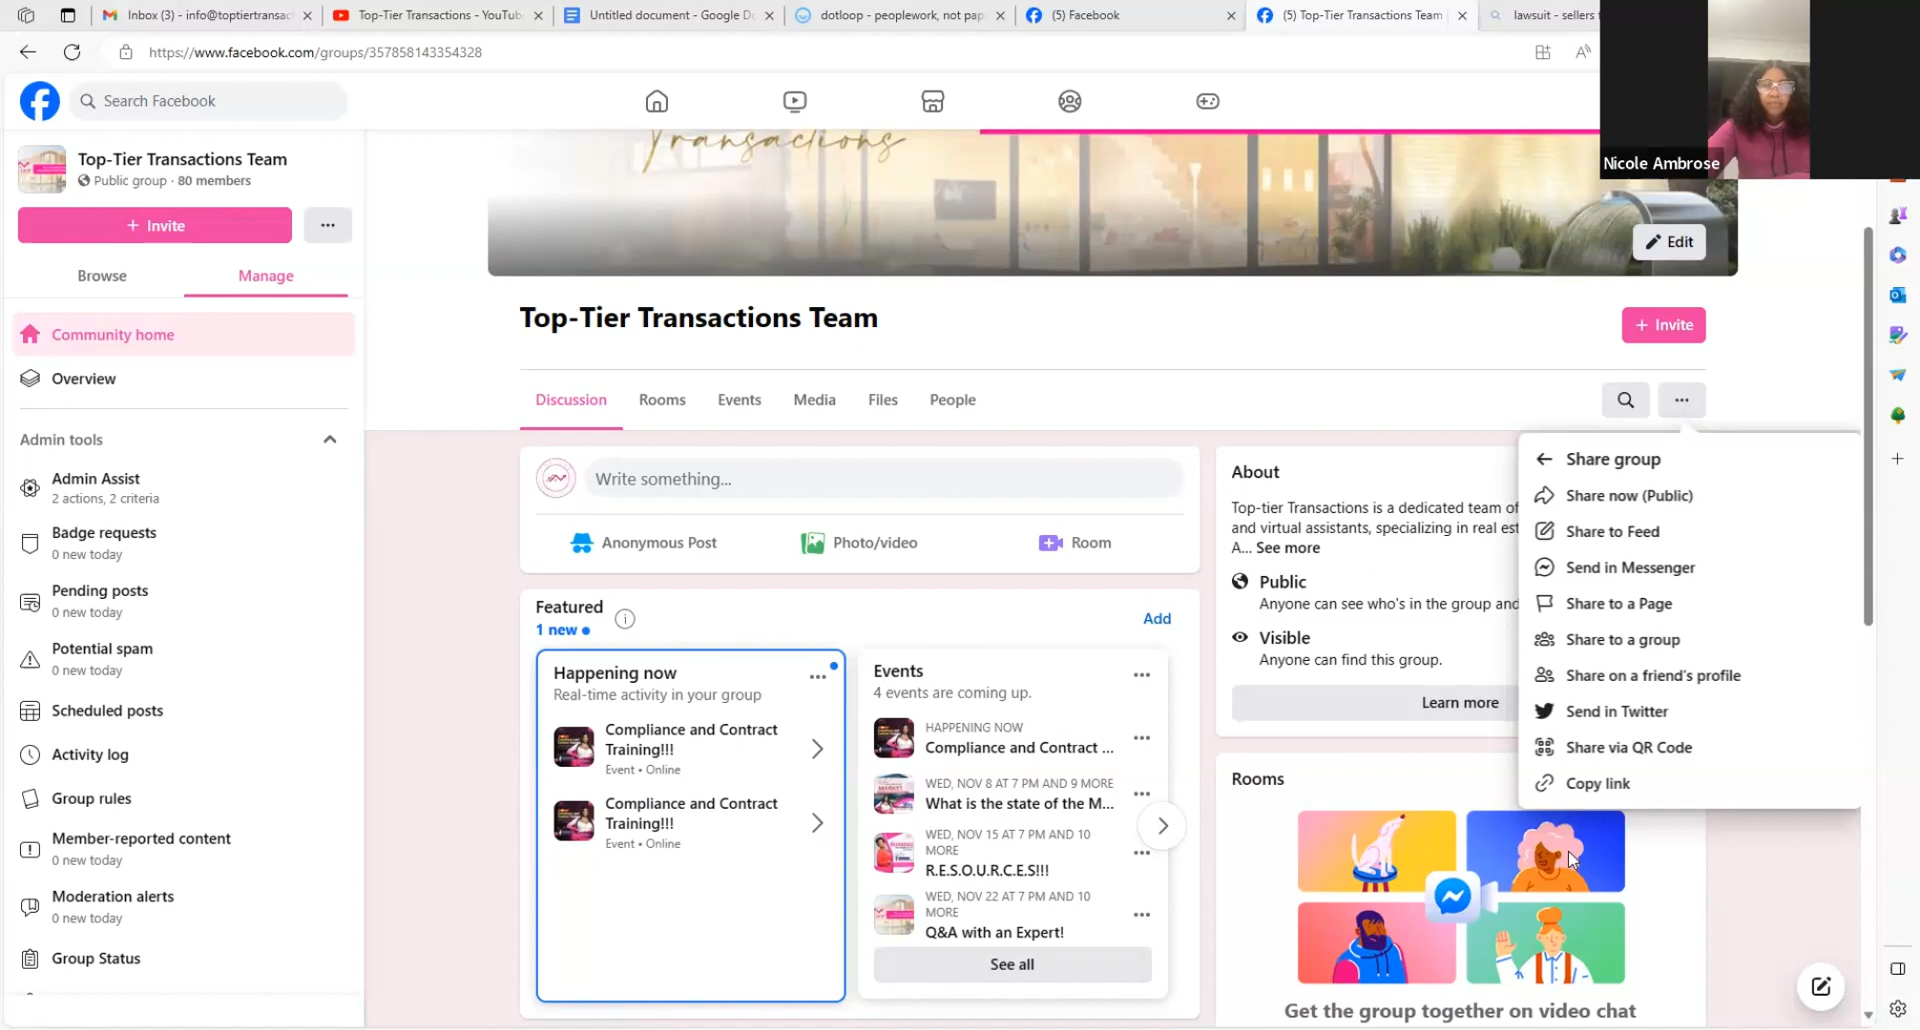 Inbox (3) - info@toptiertransact
Top-Tier Transactions - YouTube
Untitled document - Google Do
dotloop - peoplework, not pap
(5) Facebook
(5) Top-Tier Transactions Team
lawsuit - sellers
https://www.facebook.com/groups/357858143354328
Search Facebook
Nicole Ambrose
Transactions
Edit
Top-Tier Transactions Team
Public group · 80 members
+ Invite
Browse
Manage
Community home
Overview
Admin tools
Admin Assist
2 actions, 2 criteria
Badge requests
0 new today
Pending posts
0 new today
Potential spam
0 new today
Scheduled posts
Activity log
Group rules
Member-reported content
0 new today
Moderation alerts
0 new today
Group Status
Top-Tier Transactions Team
+ Invite
Discussion
Rooms
Events
Media
Files
People
Write something...
Anonymous Post
Photo/video
Room
Featured
1 new
Add
Happening now
Real-time activity in your group
Compliance and Contract
Training!!!
Event • Online
Compliance and Contract
Training!!!
Event • Online
Events
4 events are coming up.
HAPPENING NOW
Compliance and Contract ...
WED, NOV 8 AT 7 PM AND 9 MORE
What is the state of the M...
WED, NOV 15 AT 7 PM AND 10
MORE
R.E.S.O.U.R.C.E.S!!!
WED, NOV 22 AT 7 PM AND 10
MORE
Q&A with an Expert!
See all
About
Top-tier Transactions is a dedicated team of
and virtual assistants, specializing in real est
A... See more
Public
Anyone can see who's in the group and
Visible
Anyone can find this group.
Learn more
Rooms
Get the group together on video chat
Share group
Share now (Public)
Share to Feed
Send in Messenger
Share to a Page
Share to a group
Share on a friend's profile
Send in Twitter
Share via QR Code
Copy link